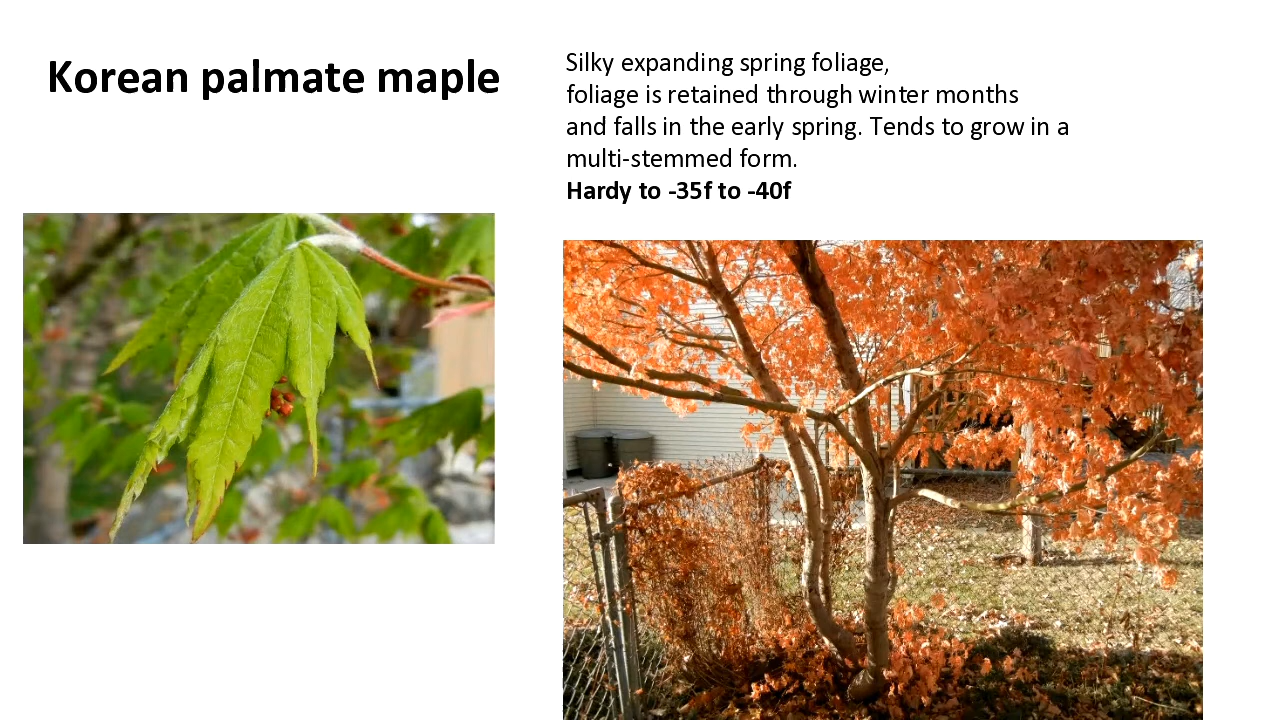 Korean palmate maple
Silky expanding spring foliage,
foliage is retained through winter months
and falls in the early spring. Tends to grow in a
multi-stemmed form.
Hardy to -35f to -40f